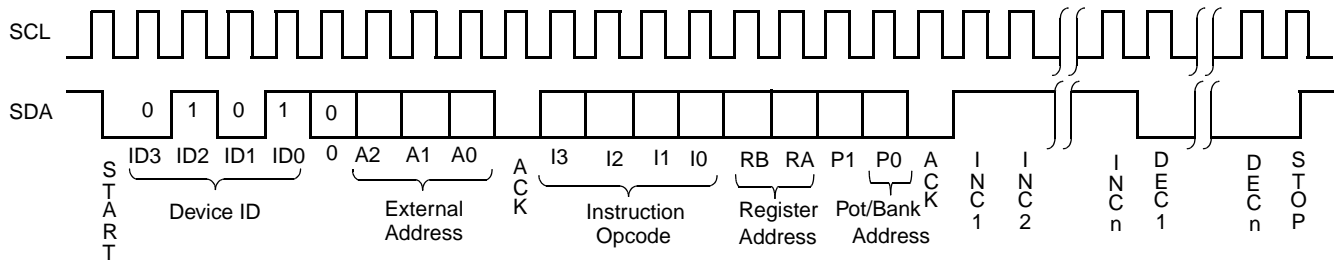 SCL
SDA
0 1 0 1 0
ID3 ID2 ID1 ID0 0 A2 A1 A0 I3 I2 I1 I0 RB RA P1 P0
START
Device ID
External
Address
ACK
Instruction
Opcode
Register
Address
Pot/Bank
Address
ACK
INC1
INC2
INCn
DEC1
DECn
STOP